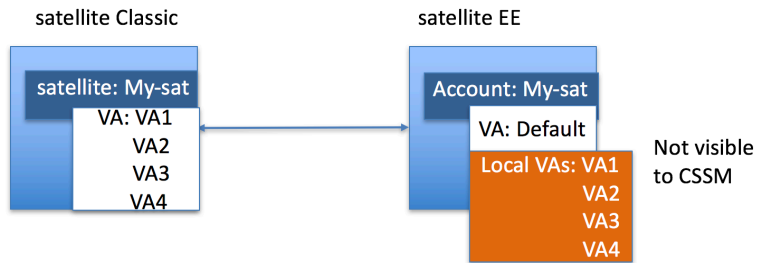 satellite Classic
satellite: My-sat
VA: VA1
VA2
VA3
VA4
satellite EE
Account: My-sat
VA: Default
Local VAs: VA1
VA2
VA3
VA4
Not visible
to CSSM